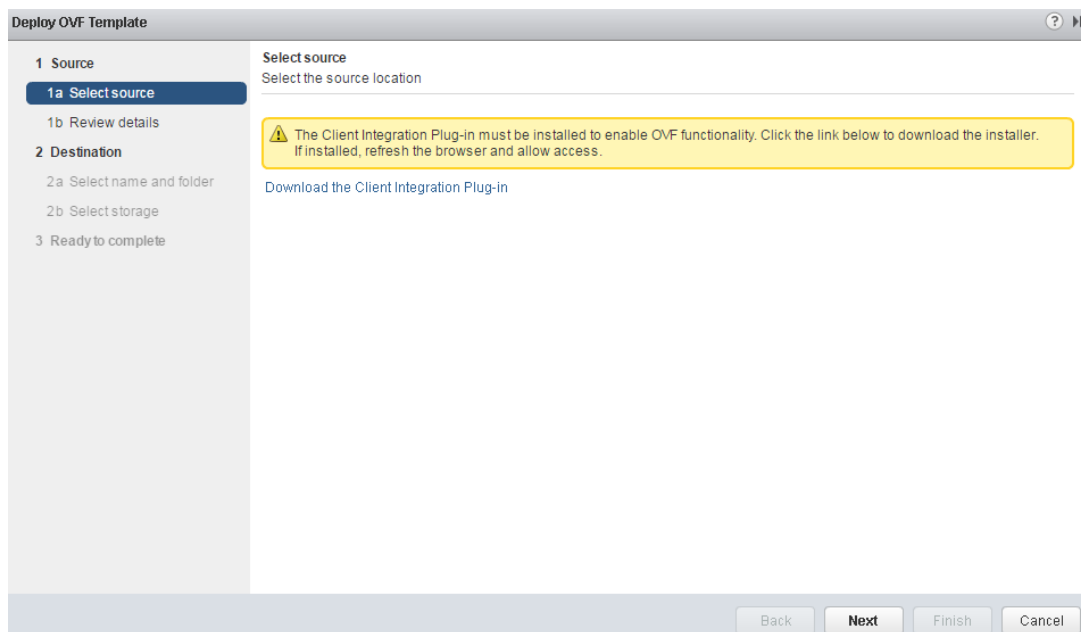 Deploy OVF Template
?
1 Source
1a Select source
1b Review details
2 Destination
2a Select name and folder
2b Select storage
3 Ready to complete
Select source
Select the source location
The Client Integration Plug-in must be installed to enable OVF functionality. Click the link below to download the installer.
If installed, refresh the browser and allow access.
Download the Client Integration Plug-in
Back
Next
Finish
Cancel